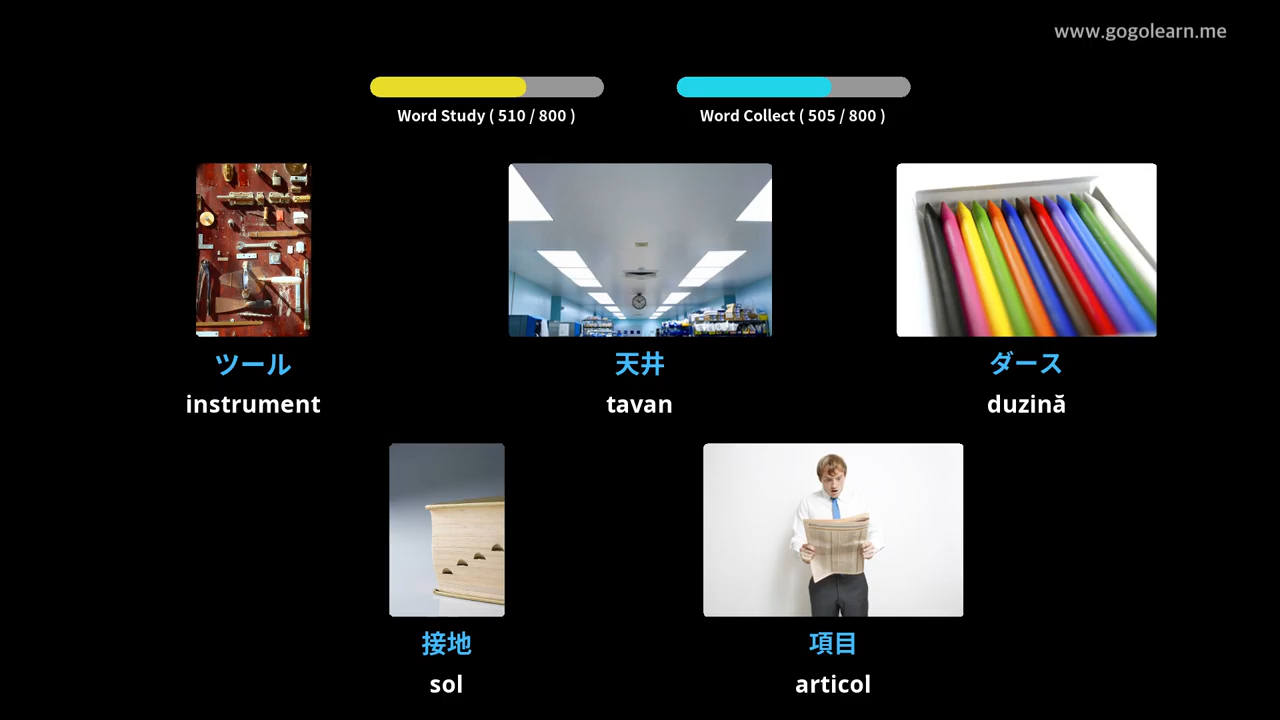 www.gogolearn.me
Word Study ( 510 / 800 )
Word Collect ( 505 / 800 )
ツール
instrument
天井
tavan
ダース
duzină
接地
sol
項目
articol